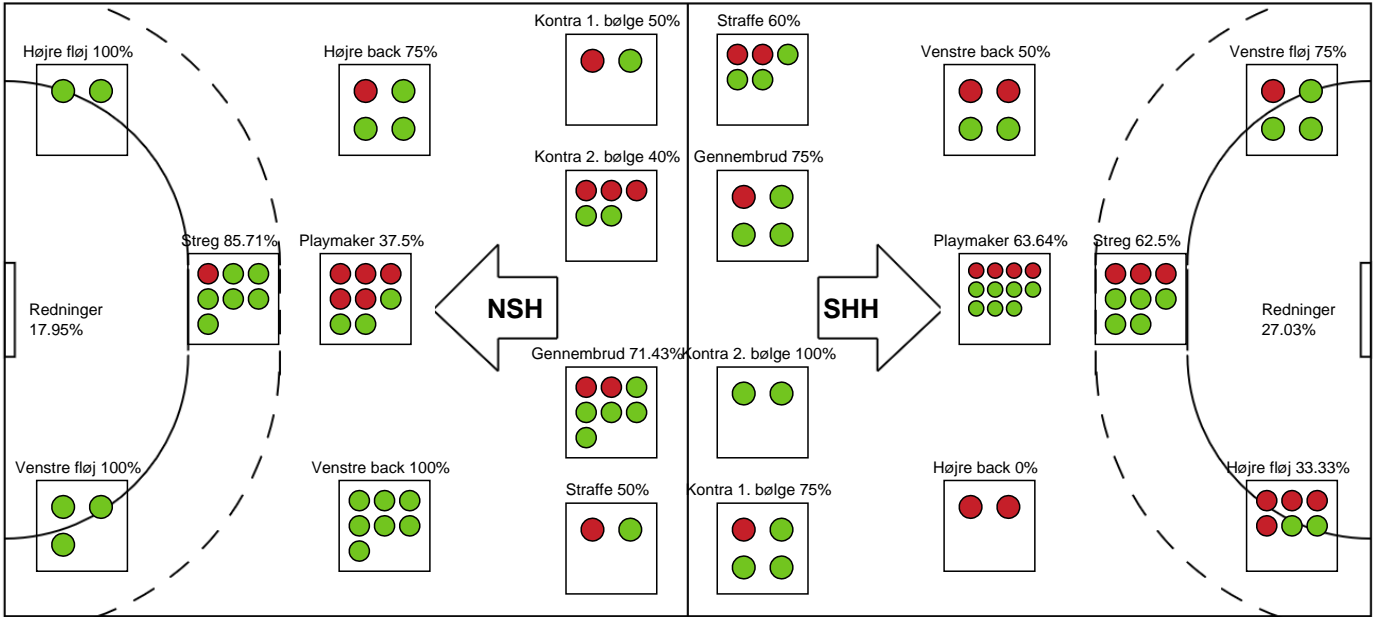 Kontra 1. bølge 50%
Straffe 60%
Højre fløj 100%
Højre back 75%
Venstre back 50%
Venstre fløj 75%
Kontra 2. bølge 40%
Gennembrud 75%
Streg 85.71%
Playmaker 37.5%
Playmaker 63.64%
Streg 62.5%
Redninger
17.95%
NSH
SHH
Redninger
27.03%
Gennembrud 71.43%
Kontra 2. bølge 100%
Venstre fløj 100%
Venstre back 100%
Højre back 0%
Højre fløj 33.33%
Straffe 50%
Kontra 1. bølge 75%